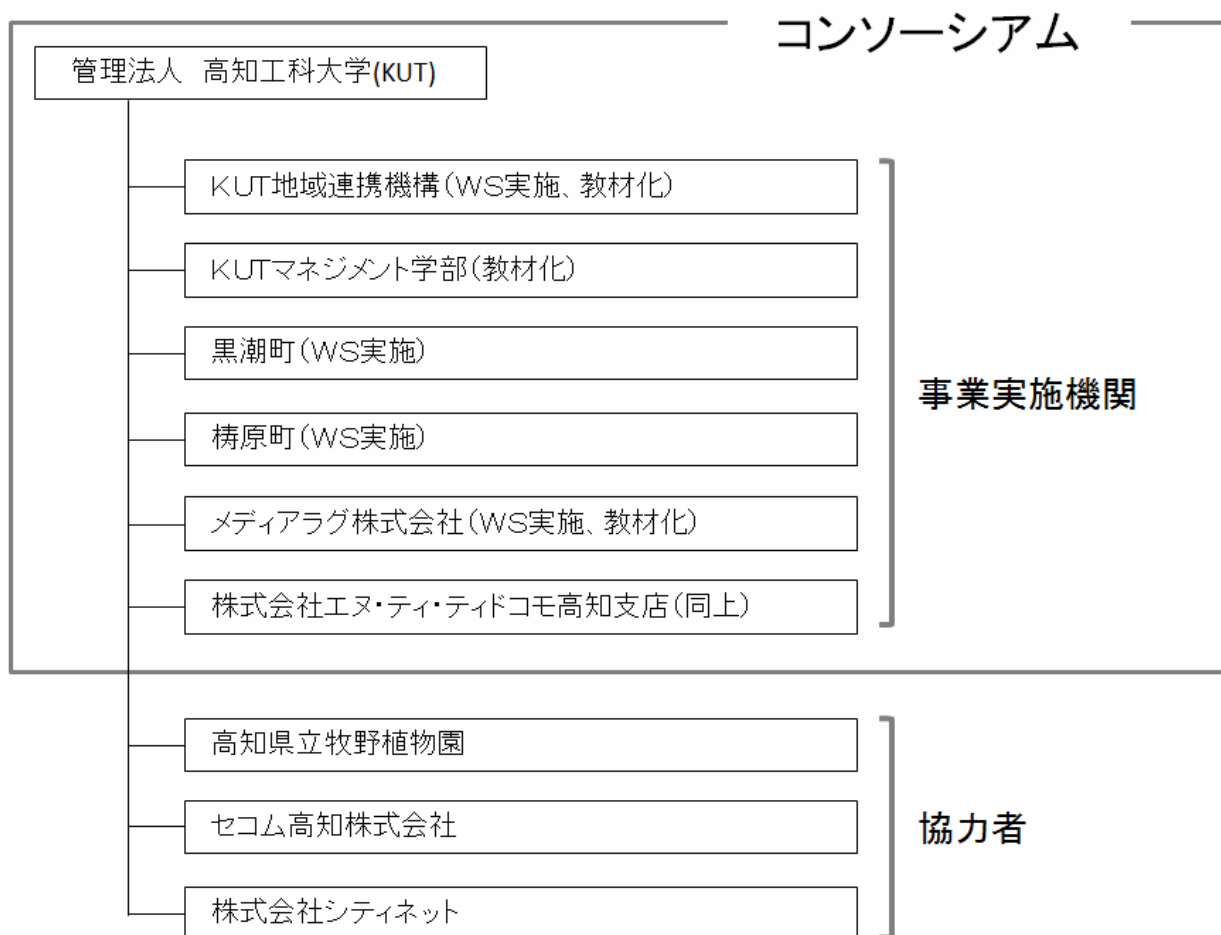 コンソーシアム
管理法人 高知工科大学(KUT)
KUT地域連携機構(WS実施、教材化)
KUTマネジメント学部(教材化)
黒潮町(WS実施)
梼原町(WS実施)
メディアラグ株式会社(WS実施、教材化)
株式会社エヌ・ティ・ティドコモ高知支店(同上)
事業実施機関
高知県立牧野植物園
セコム高知株式会社
株式会社シティネット
協力者